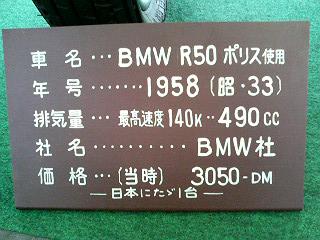 車名…BMW R50 ポリス使用
年号……1958（昭・33）
排気量…最高速度140K‥490CC
社名………BMW社
価格…（当時）3050-DM
—日本にたゞ1台—